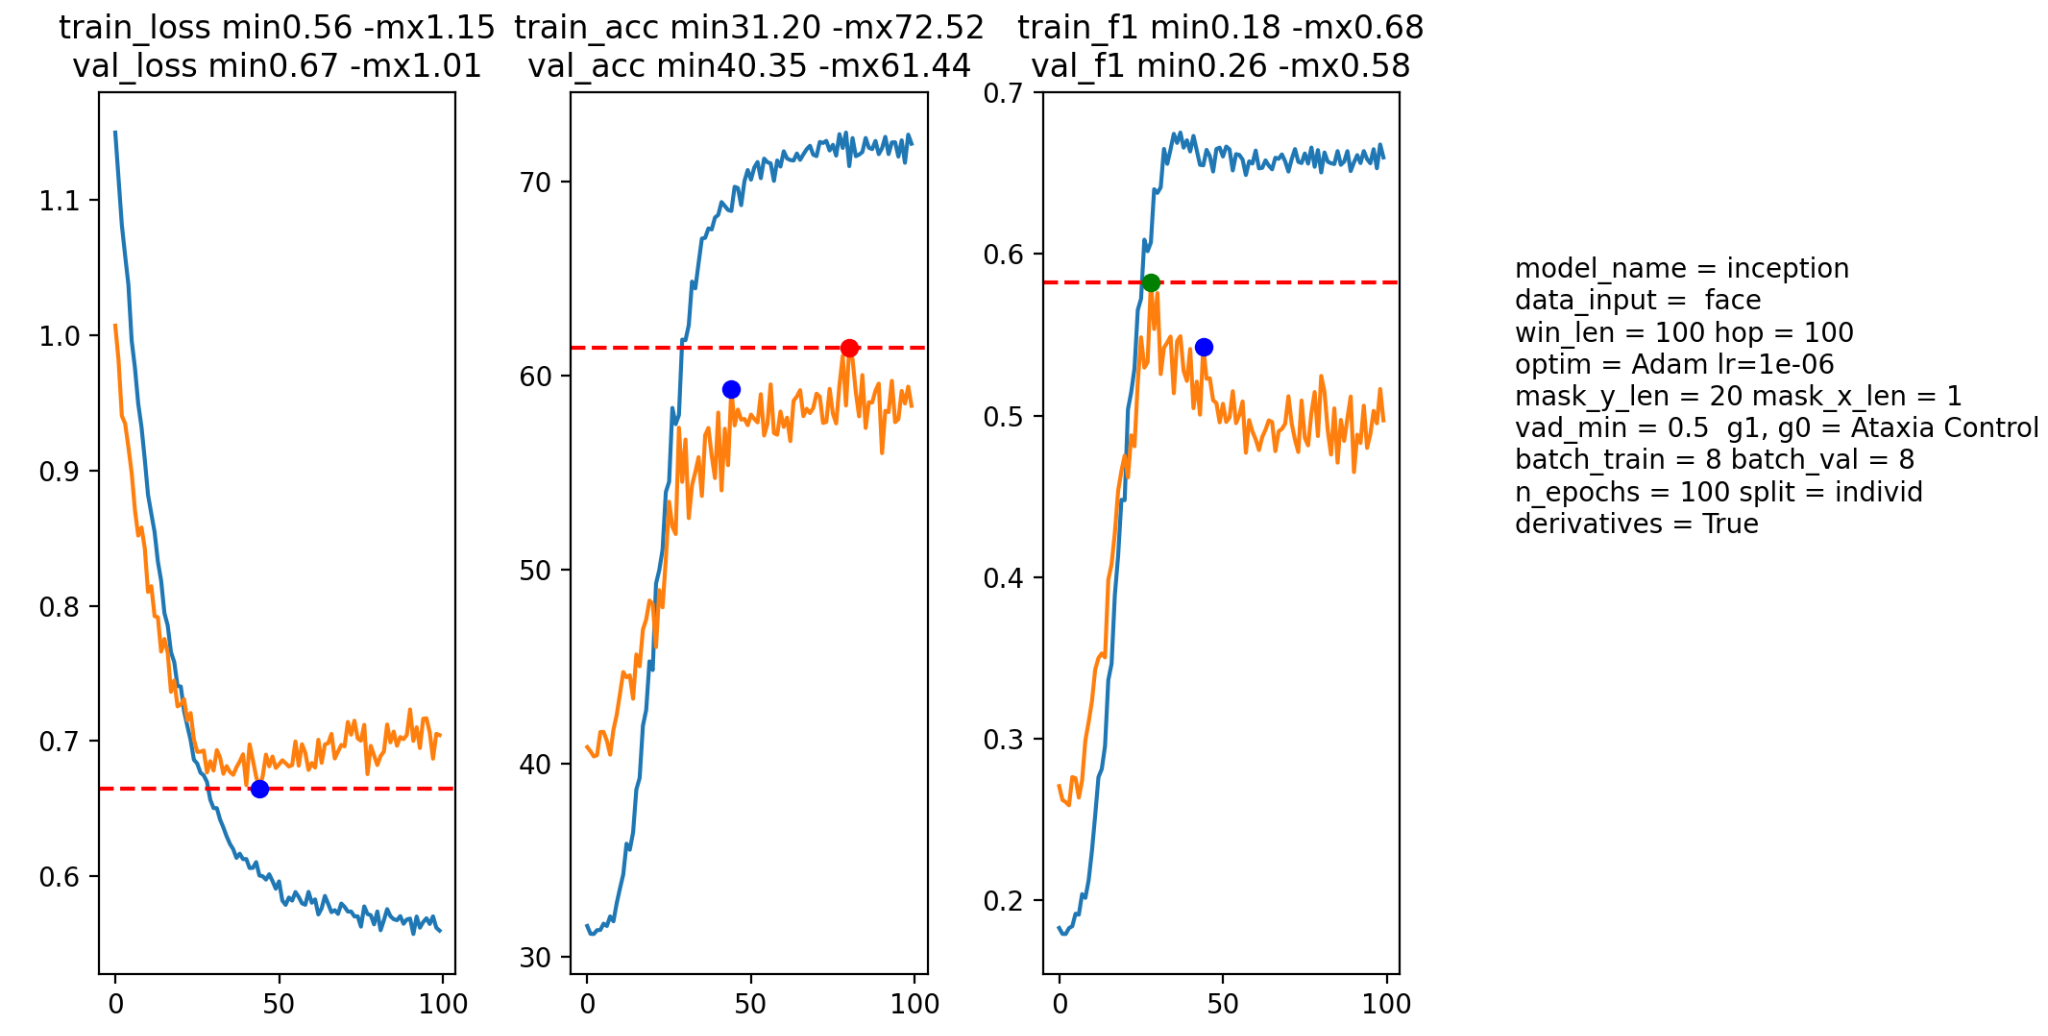 train_loss min0.56 -mx1.15
val_loss min0.67 -mx1.01
train_acc min31.20 -mx72.52
val_acc min40.35 -mx61.44
train_f1 min0.18 -mx0.68
val_f1 min0.26 -mx0.58
1.1
1.0
0.9
0.8
0.7
0.6
0
50
100
70
60
50
40
30
0
50
100
0.7
0.6
0.5
0.4
0.3
0.2
0
50
100
model_name = inception
data_input =  face
win_len = 100 hop = 100
optim = Adam lr=1e-06
mask_y_len = 20 mask_x_len = 1
vad_min = 0.5  g1, g0 = Ataxia Control
batch_train = 8 batch_val = 8
n_epochs = 100 split = individ
derivatives = True